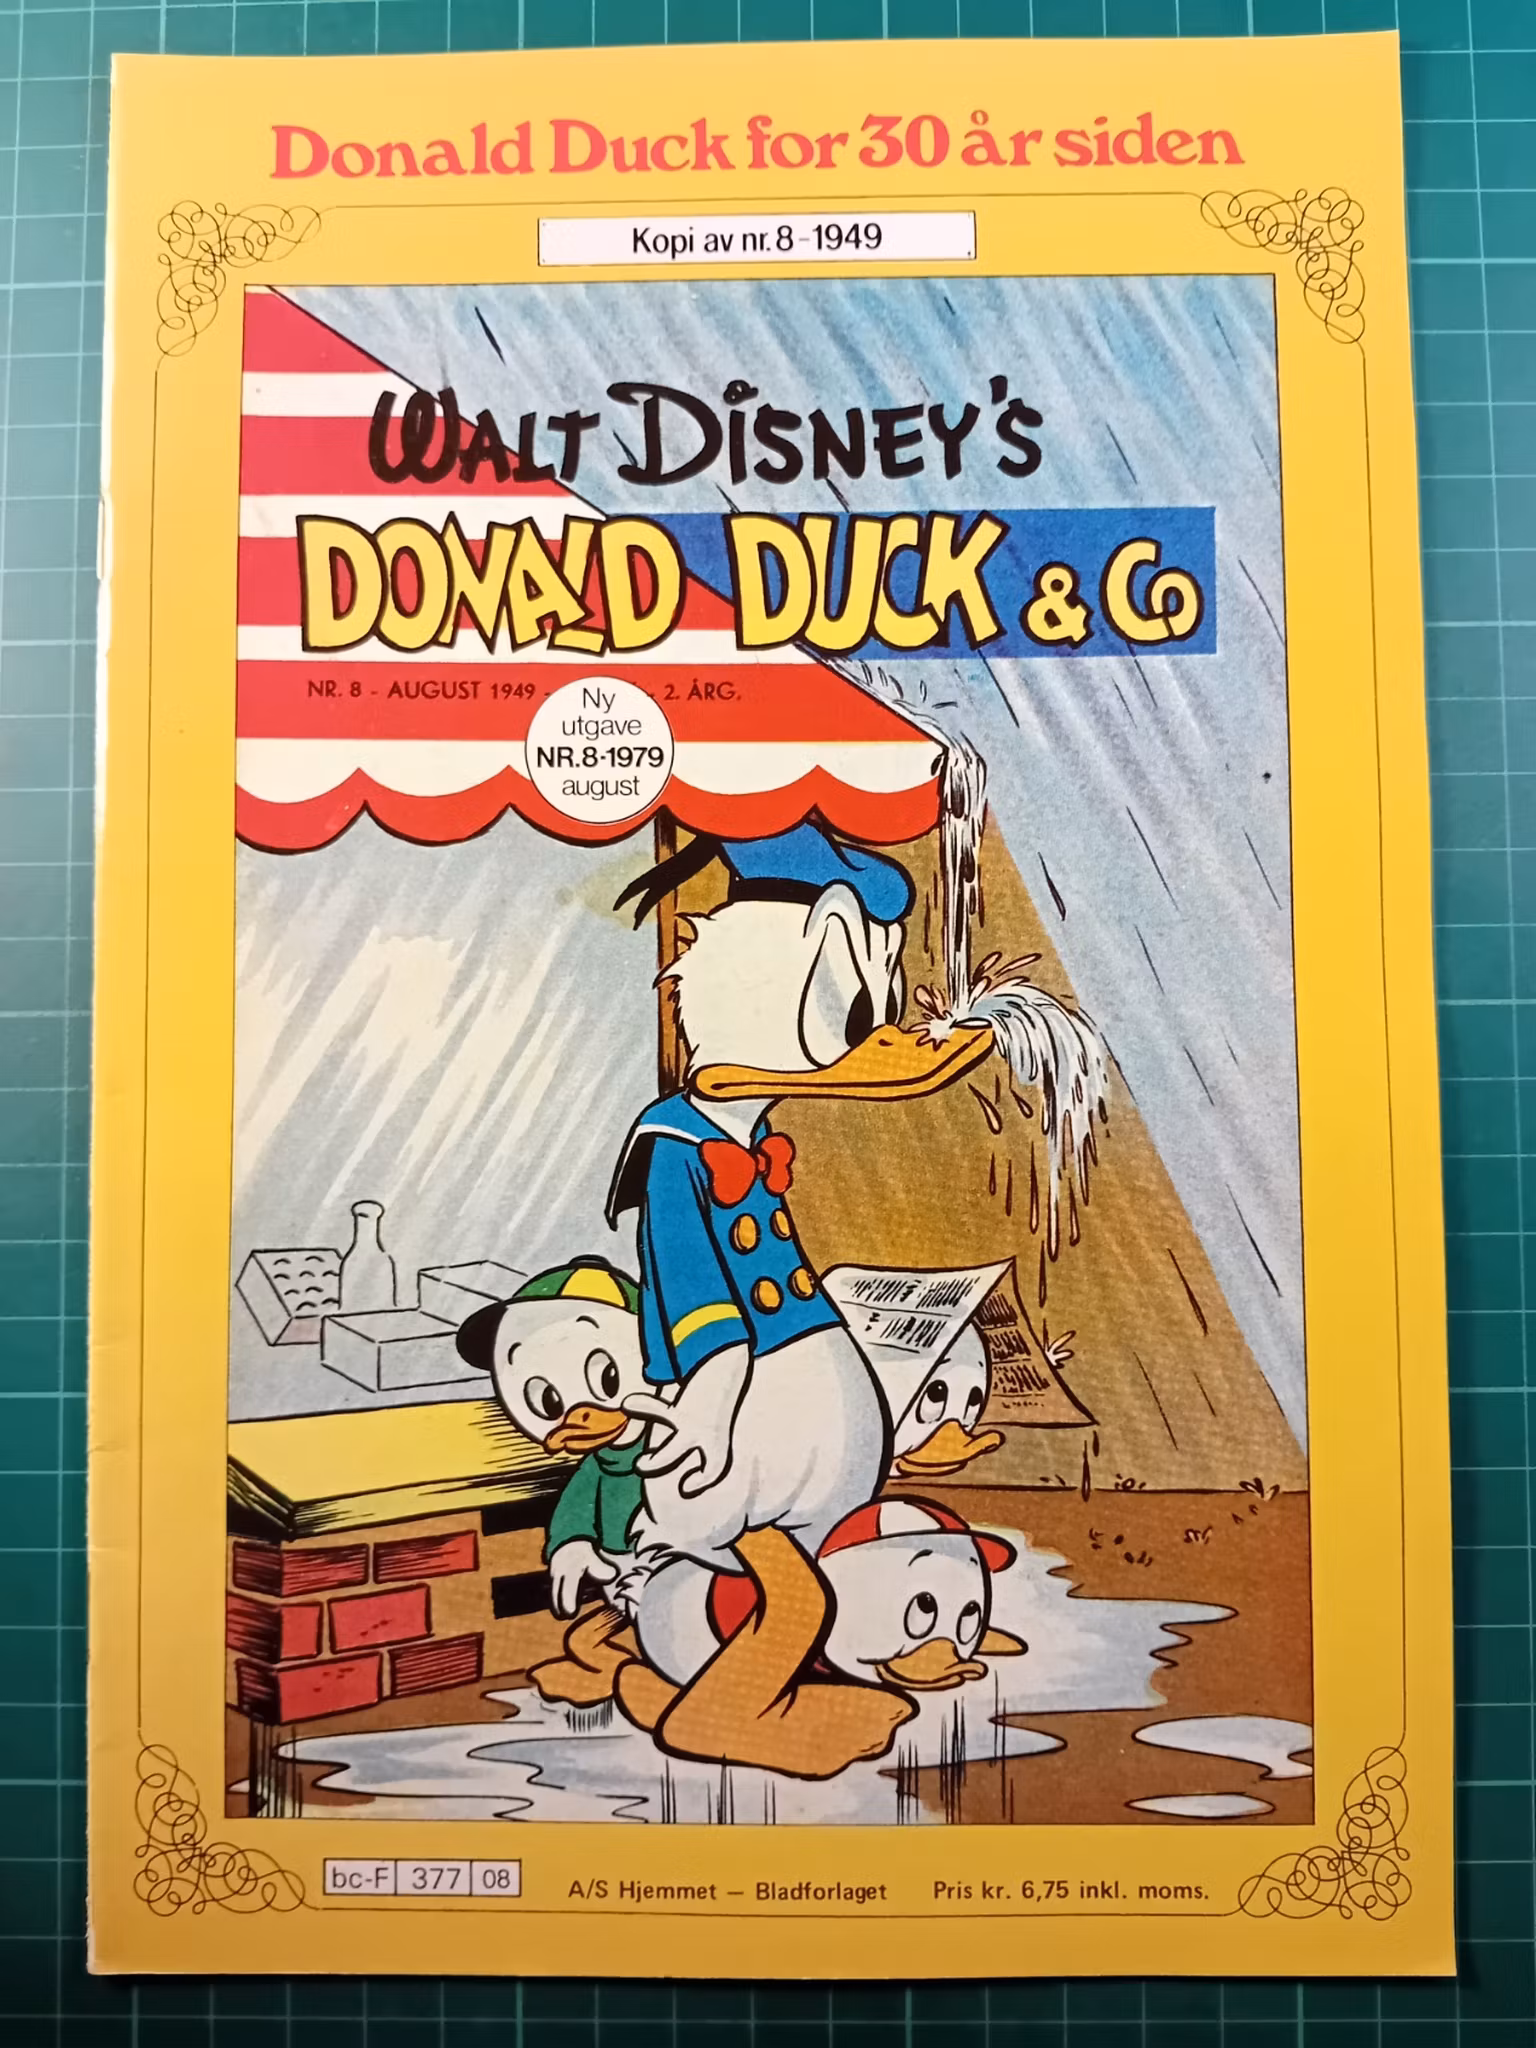 Donald Duck for 30 år siden
Kopi av nr. 8-1949
WALT DISNEY'S
DONALD DUCK & Co
NR. 8 - AUGUST 1949 - - 2. ÅRG.
Ny
utgave
NR.8-1979
august
bc-F 377 08 A/S Hjemmet — Bladforlaget Pris kr. 6,75 inkl. moms.